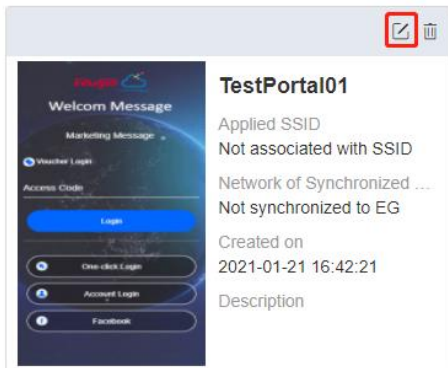 Welcom Message
Marketing Message
Voucher Login
Access Code
Login
One-click Login
Account Login
Facebook
TestPortal01
Applied SSID
Not associated with SSID
Network of Synchronized ...
Not synchronized to EG
Created on
2021-01-21 16:42:21
Description